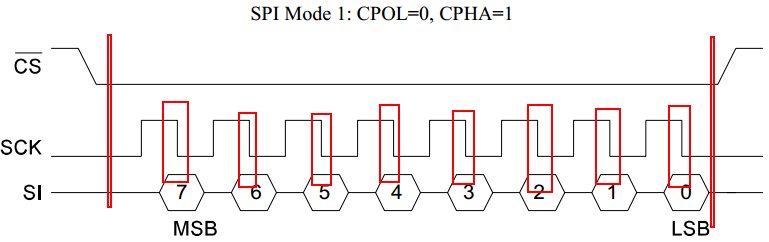 SPI Mode 1: CPOL=0, CPHA=1
CS
SCK
SI 7 6 5 4 3 2 1 0
MSB LSB